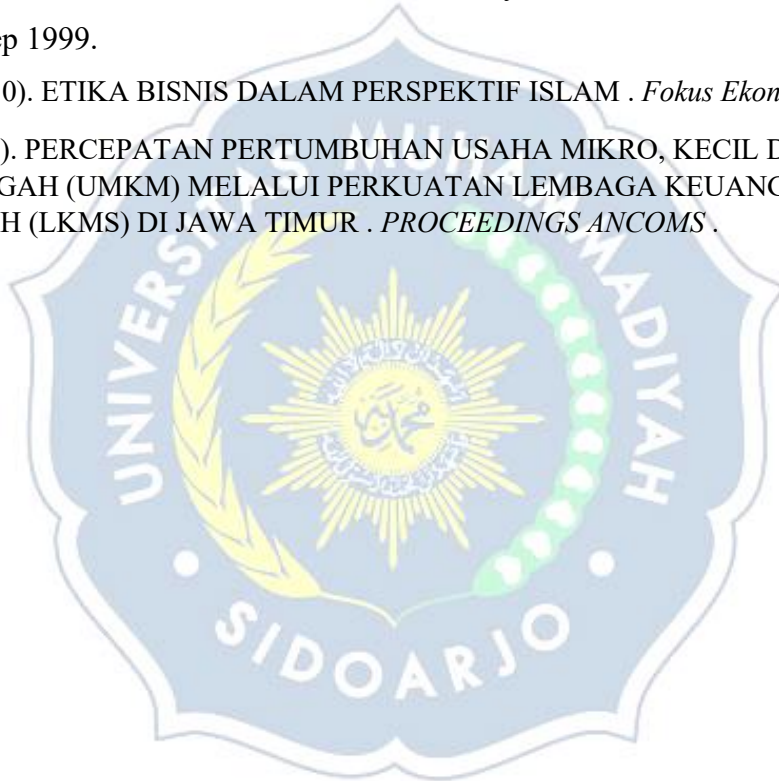 ep 1999.
0). ETIKA BISNIS DALAM PERSPEKTIF ISLAM . Fokus Ekon
). PERCEPATAN PERTUMBUHAN USAHA MIKRO, KECIL D
GAH (UMKM) MELALUI PERKUATAN LEMBAGA KEUANG
H (LKMS) DI JAWA TIMUR . PROCEEDINGS ANCOMS .
UNIVERSITAS MUHAMMADIYAH
محمدية
SIDOARJO